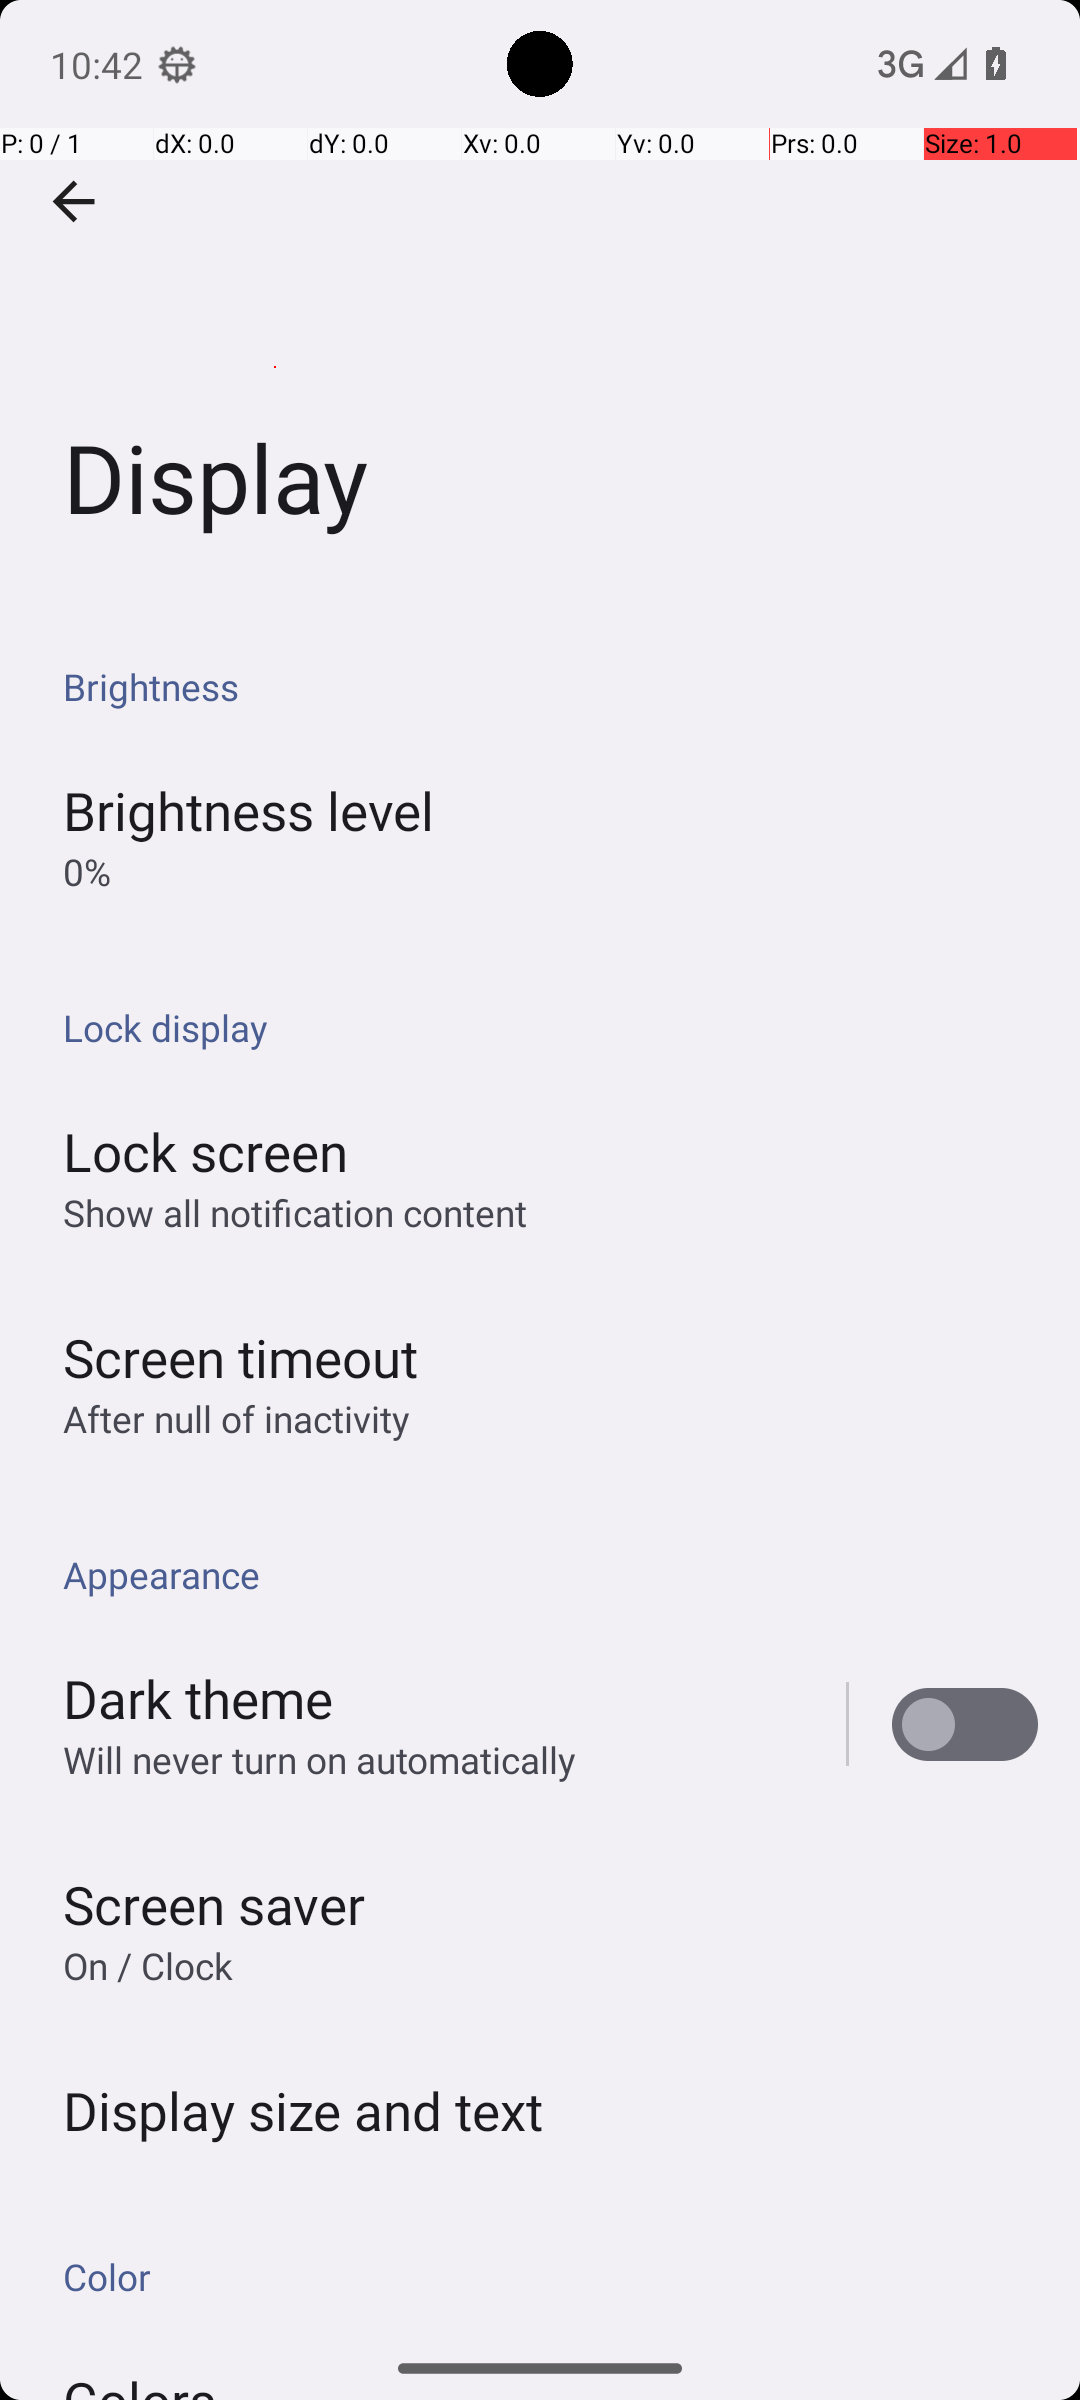 10:42
3G
P: 0 / 1 dX: 0.0 dY: 0.0 Xv: 0.0 Yv: 0.0 Prs: 0.0 Size: 1.0
Display
Brightness
Brightness level
0%
Lock display
Lock screen
Show all notification content
Screen timeout
After null of inactivity
Appearance
Dark theme
Will never turn on automatically
Screen saver
On / Clock
Display size and text
Color
Colors